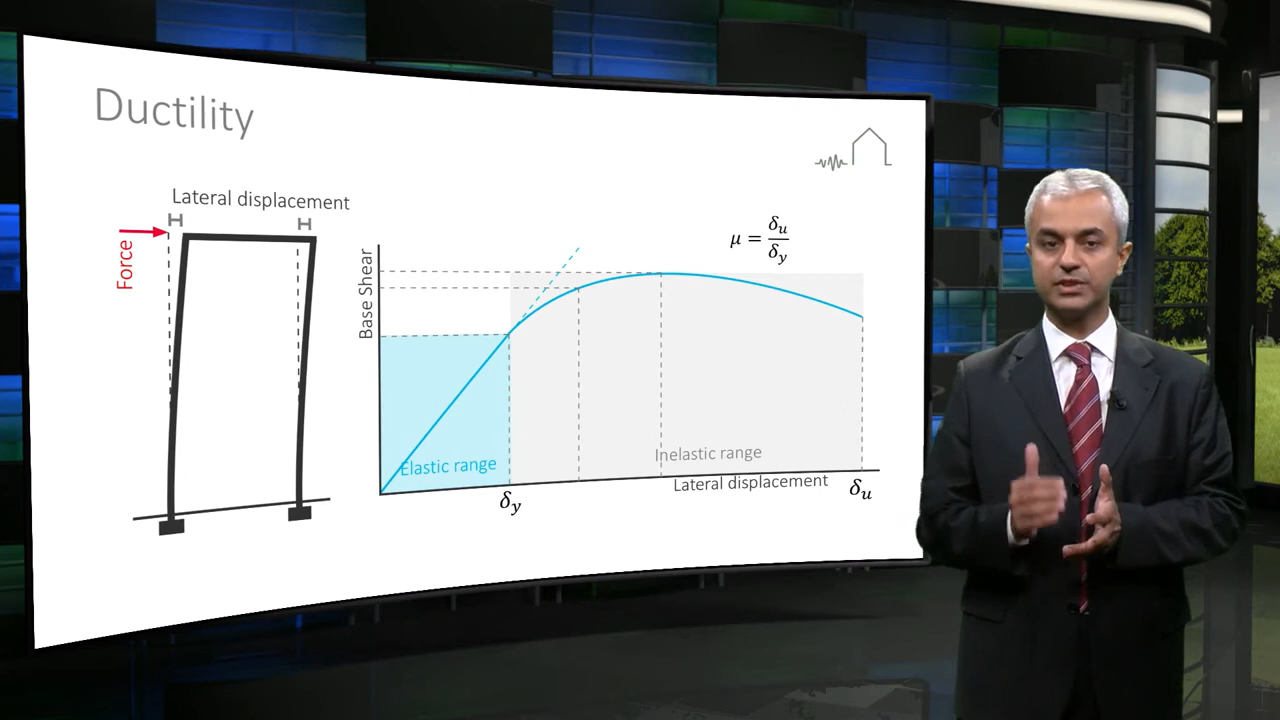 Ductility
Lateral displacement
Force
Base Shear
μ = δu/δy
Elastic range
Inelastic range
Lateral displacement
δy
δu